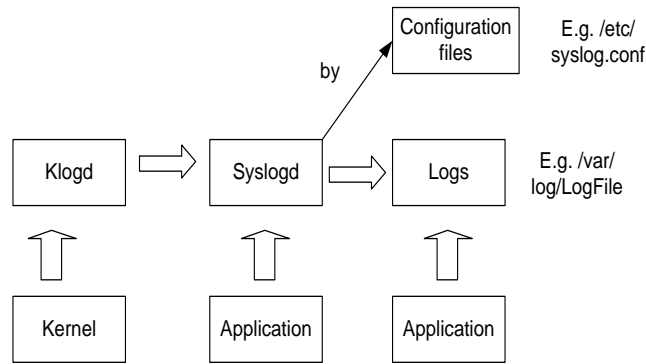 Configuration
files
E.g. /etc/
syslog.conf
by
Klogd
Syslogd
Logs
E.g. /var/
log/LogFile
Kernel
Application
Application